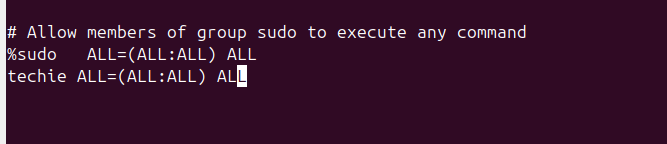 # Allow members of group sudo to execute any command
%sudo   ALL=(ALL:ALL) ALL
techie ALL=(ALL:ALL) ALL